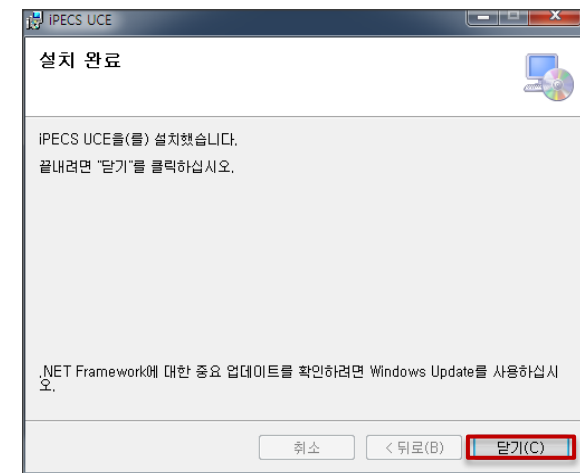 iPECS UCE
설치 완료
iPECS UCE을(를) 설치했습니다.
끝내려면 "닫기"를 클릭하십시오.
.NET Framework에 대한 중요 업데이트를 확인하려면 Windows Update를 사용하십시
오.
취소
< 뒤로(B)
닫기(C)